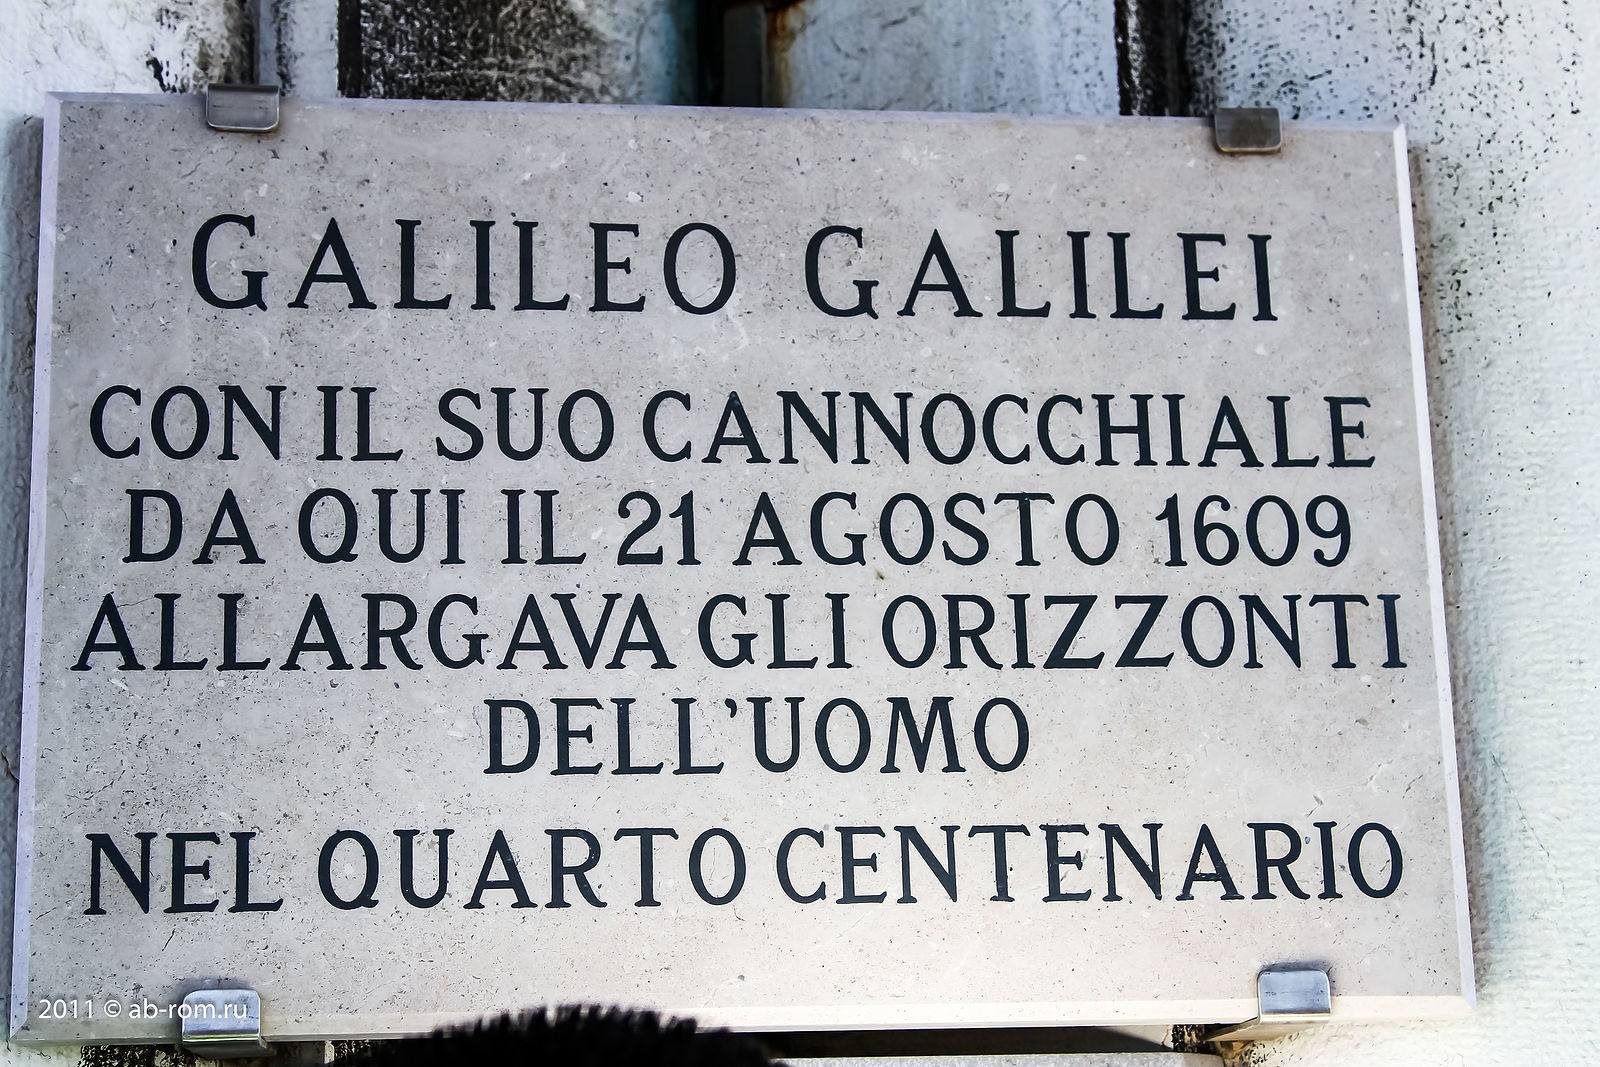 GALILEO GALILEI
CON IL SUO CANNOCCHIALE
DA QUI IL 21 AGOSTO 1609
ALLARGAVA GLI ORIZZONTI
DELL'UOMO
NEL QUARTO CENTENARIO
2011 © ab-rom.ru